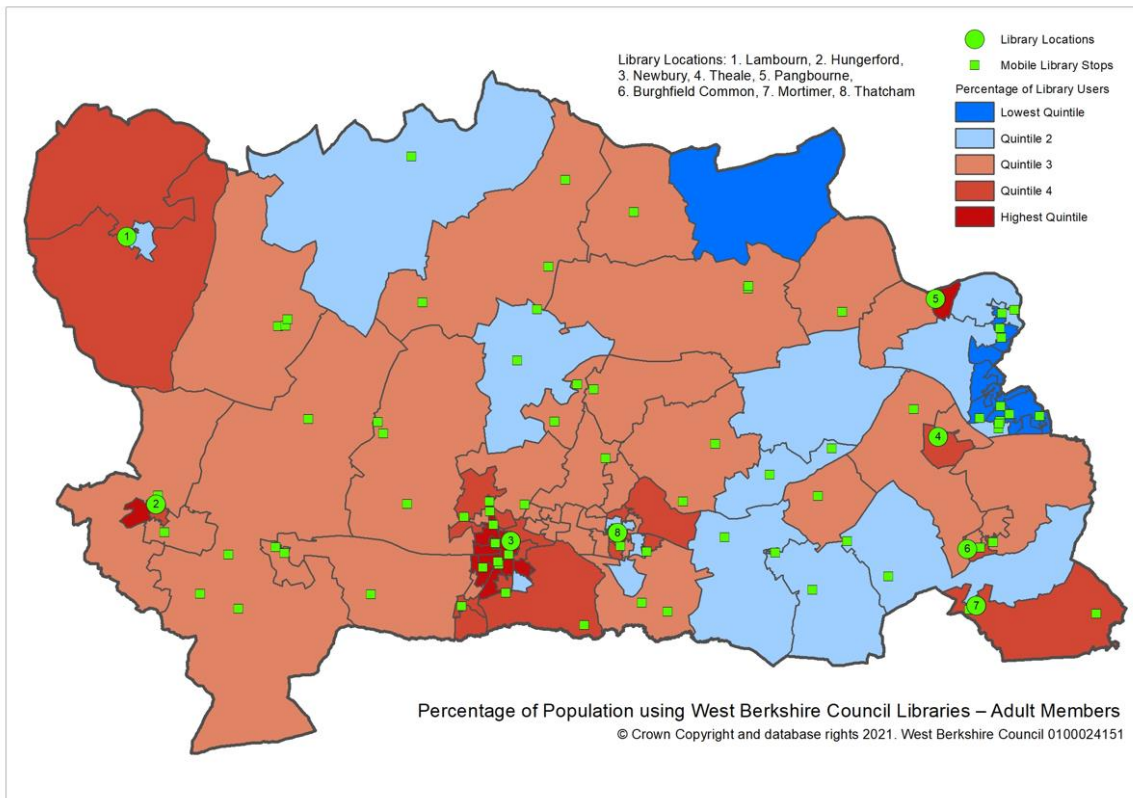 Library Locations: 1. Lambourn, 2. Hungerford,
3. Newbury, 4. Theale, 5. Pangbourne,
6. Burghfield Common, 7. Mortimer, 8. Thatcham
Library Locations
Mobile Library Stops
Percentage of Library Users
Lowest Quintile
Quintile 2
Quintile 3
Quintile 4
Highest Quintile
1
5
4
2
3
8
6
7
Percentage of Population using West Berkshire Council Libraries – Adult Members
© Crown Copyright and database rights 2021. West Berkshire Council 0100024151